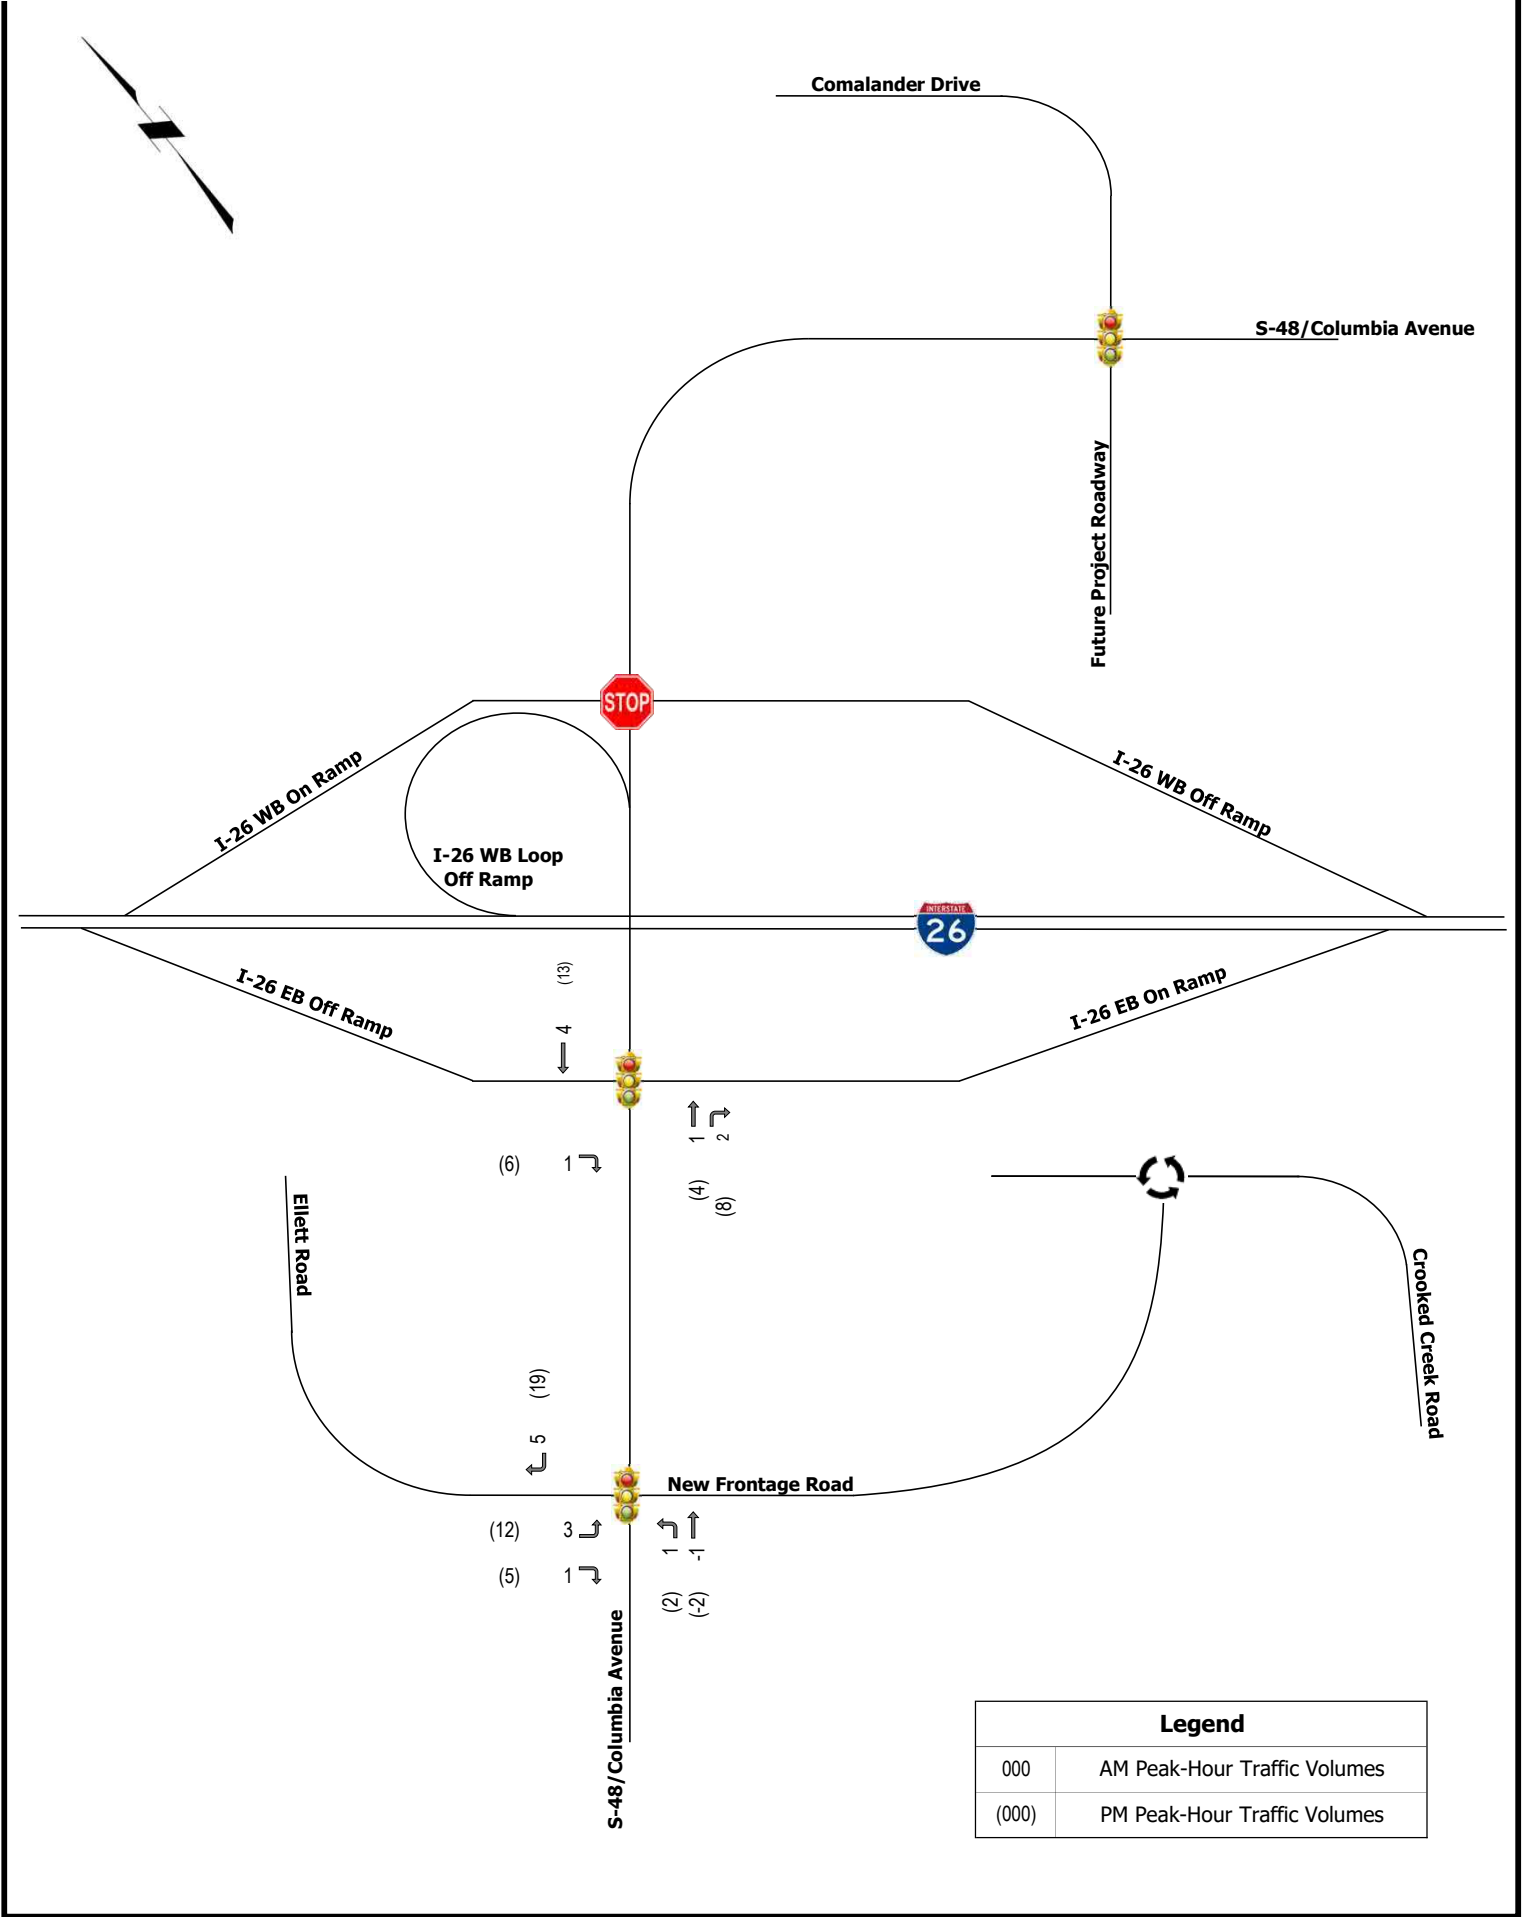 Comalander Drive
S-48/Columbia Avenue
Future Project Roadway
STOP
I-26 WB On Ramp
I-26 WB Off Ramp
I-26 WB Loop
Off Ramp
INTERSTATE
26
I-26 EB Off Ramp
I-26 EB On Ramp
(13)
4
1
2
(6) 1
(4)
(8)
Ellett Road
Crooked Creek Road
(19)
5
New Frontage Road
(12) 3
(5) 1
1
-1
(2)
(-2)
S-48/Columbia Avenue
Legend
000 AM Peak-Hour Traffic Volumes
(000) PM Peak-Hour Traffic Volumes